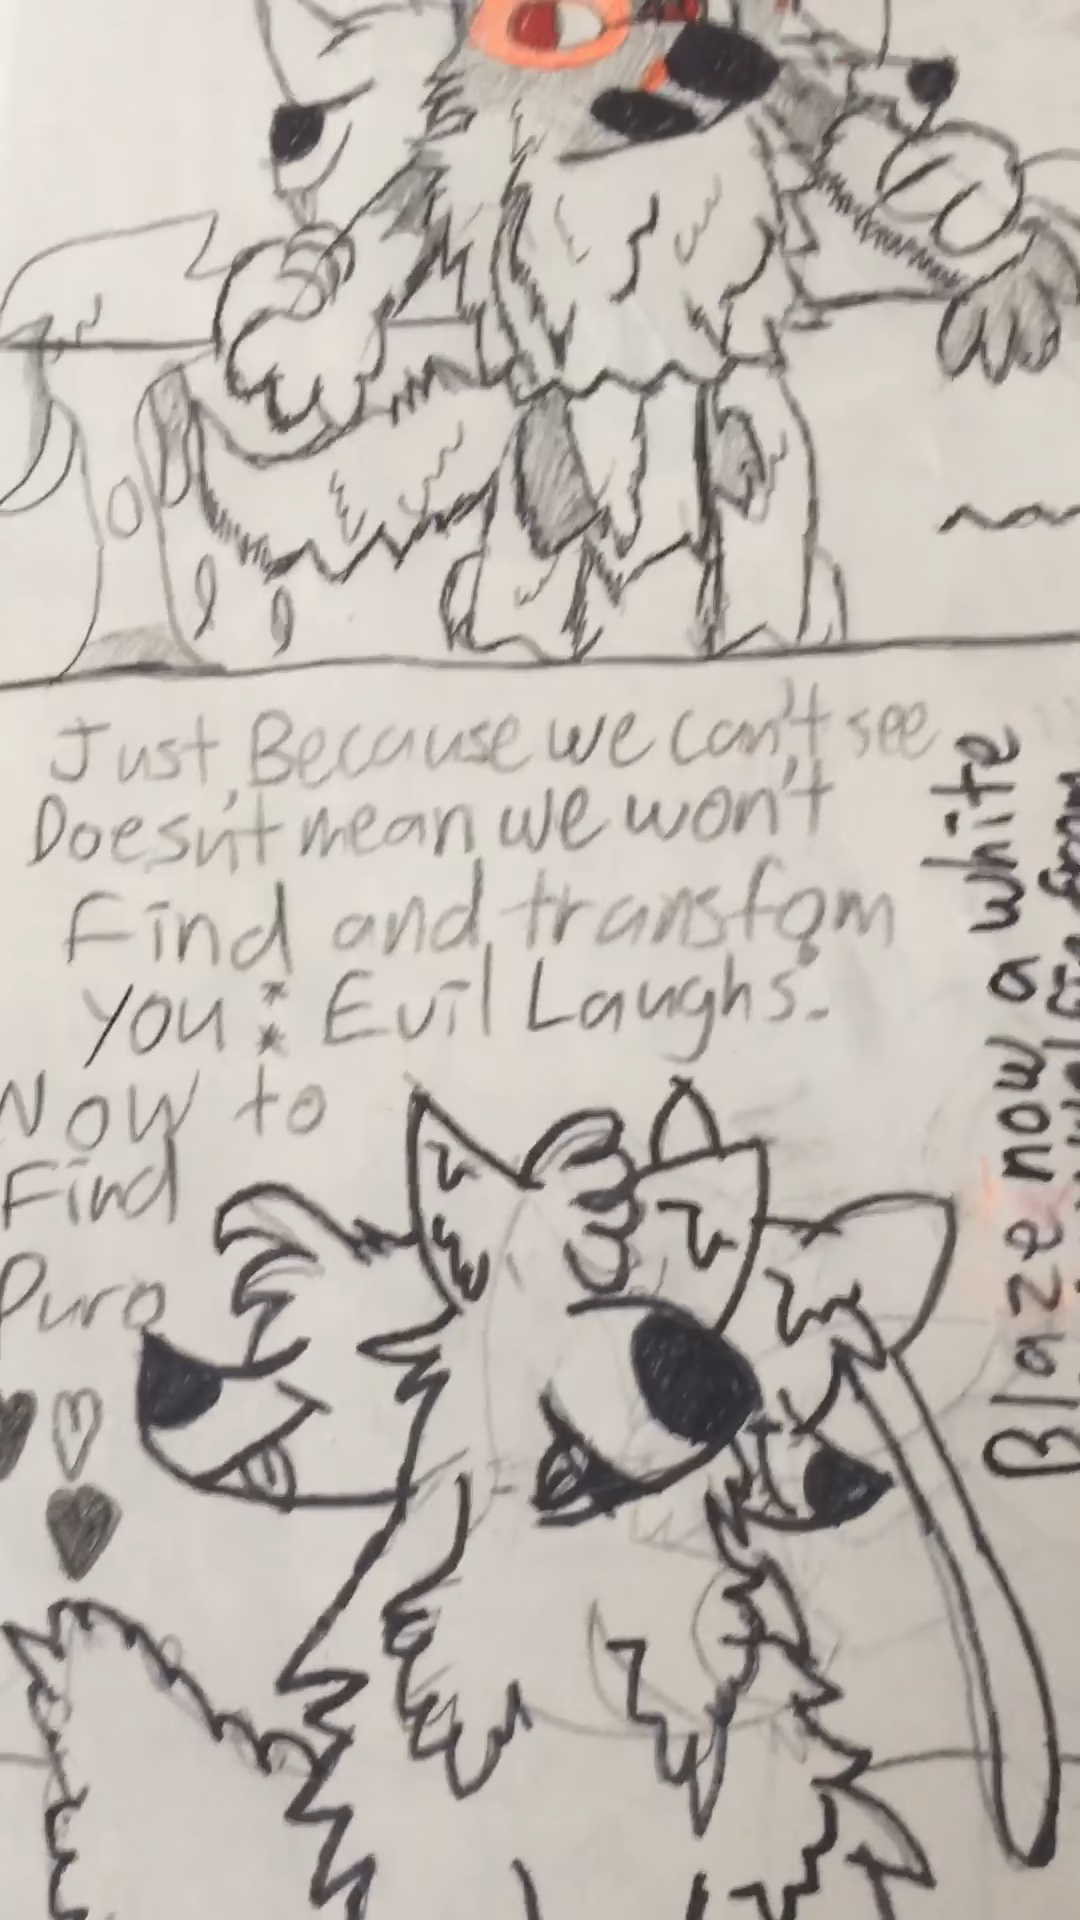 Just Because we can't see
Doesn't mean we won't
Find and transfom
you : Evil Laughs.
Now to
Find
Puro
Blaze now a white